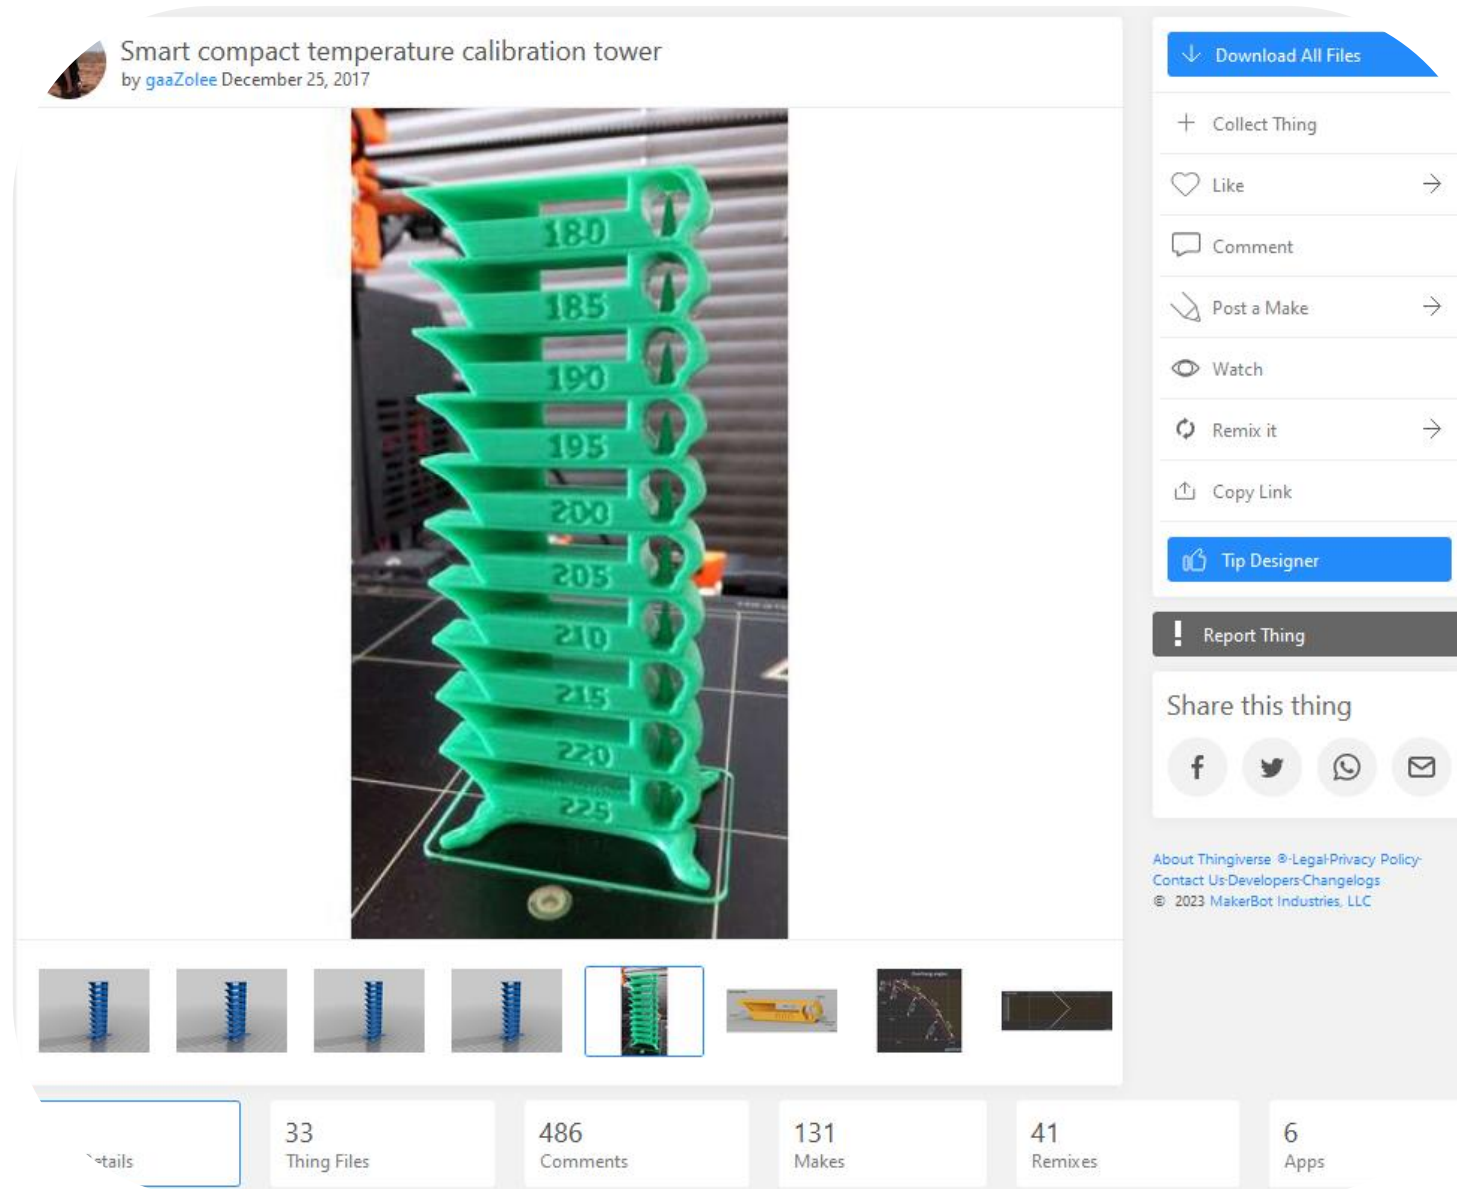 Smart compact temperature calibration tower
by gaaZolee December 25, 2017
180
185
190
195
200
205
210
215
220
225
Download All Files
Collect Thing
Like
Comment
Post a Make
Watch
Remix it
Copy Link
Tip Designer
Report Thing
Share this thing
About Thingiverse ®·Legal·Privacy Policy·
Contact Us·Developers·Changelogs
© 2023 MakerBot Industries, LLC
33
Thing Files
486
Comments
131
Makes
41
Remixes
6
Apps